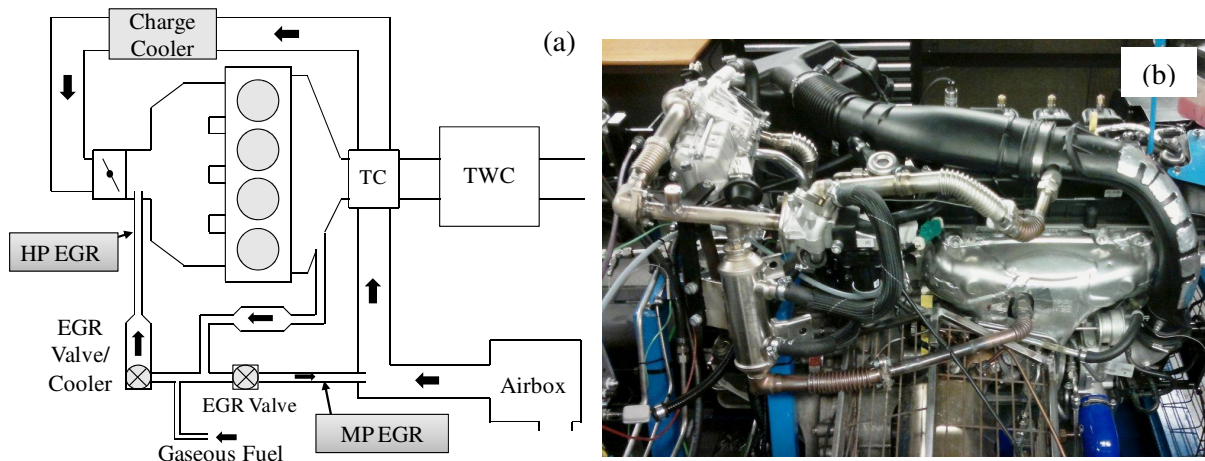 Charge
Cooler
(a)
(b)
TC
TWC
HP EGR
EGR
Valve/
Cooler
EGR Valve
Airbox
MP EGR
Gaseous Fuel